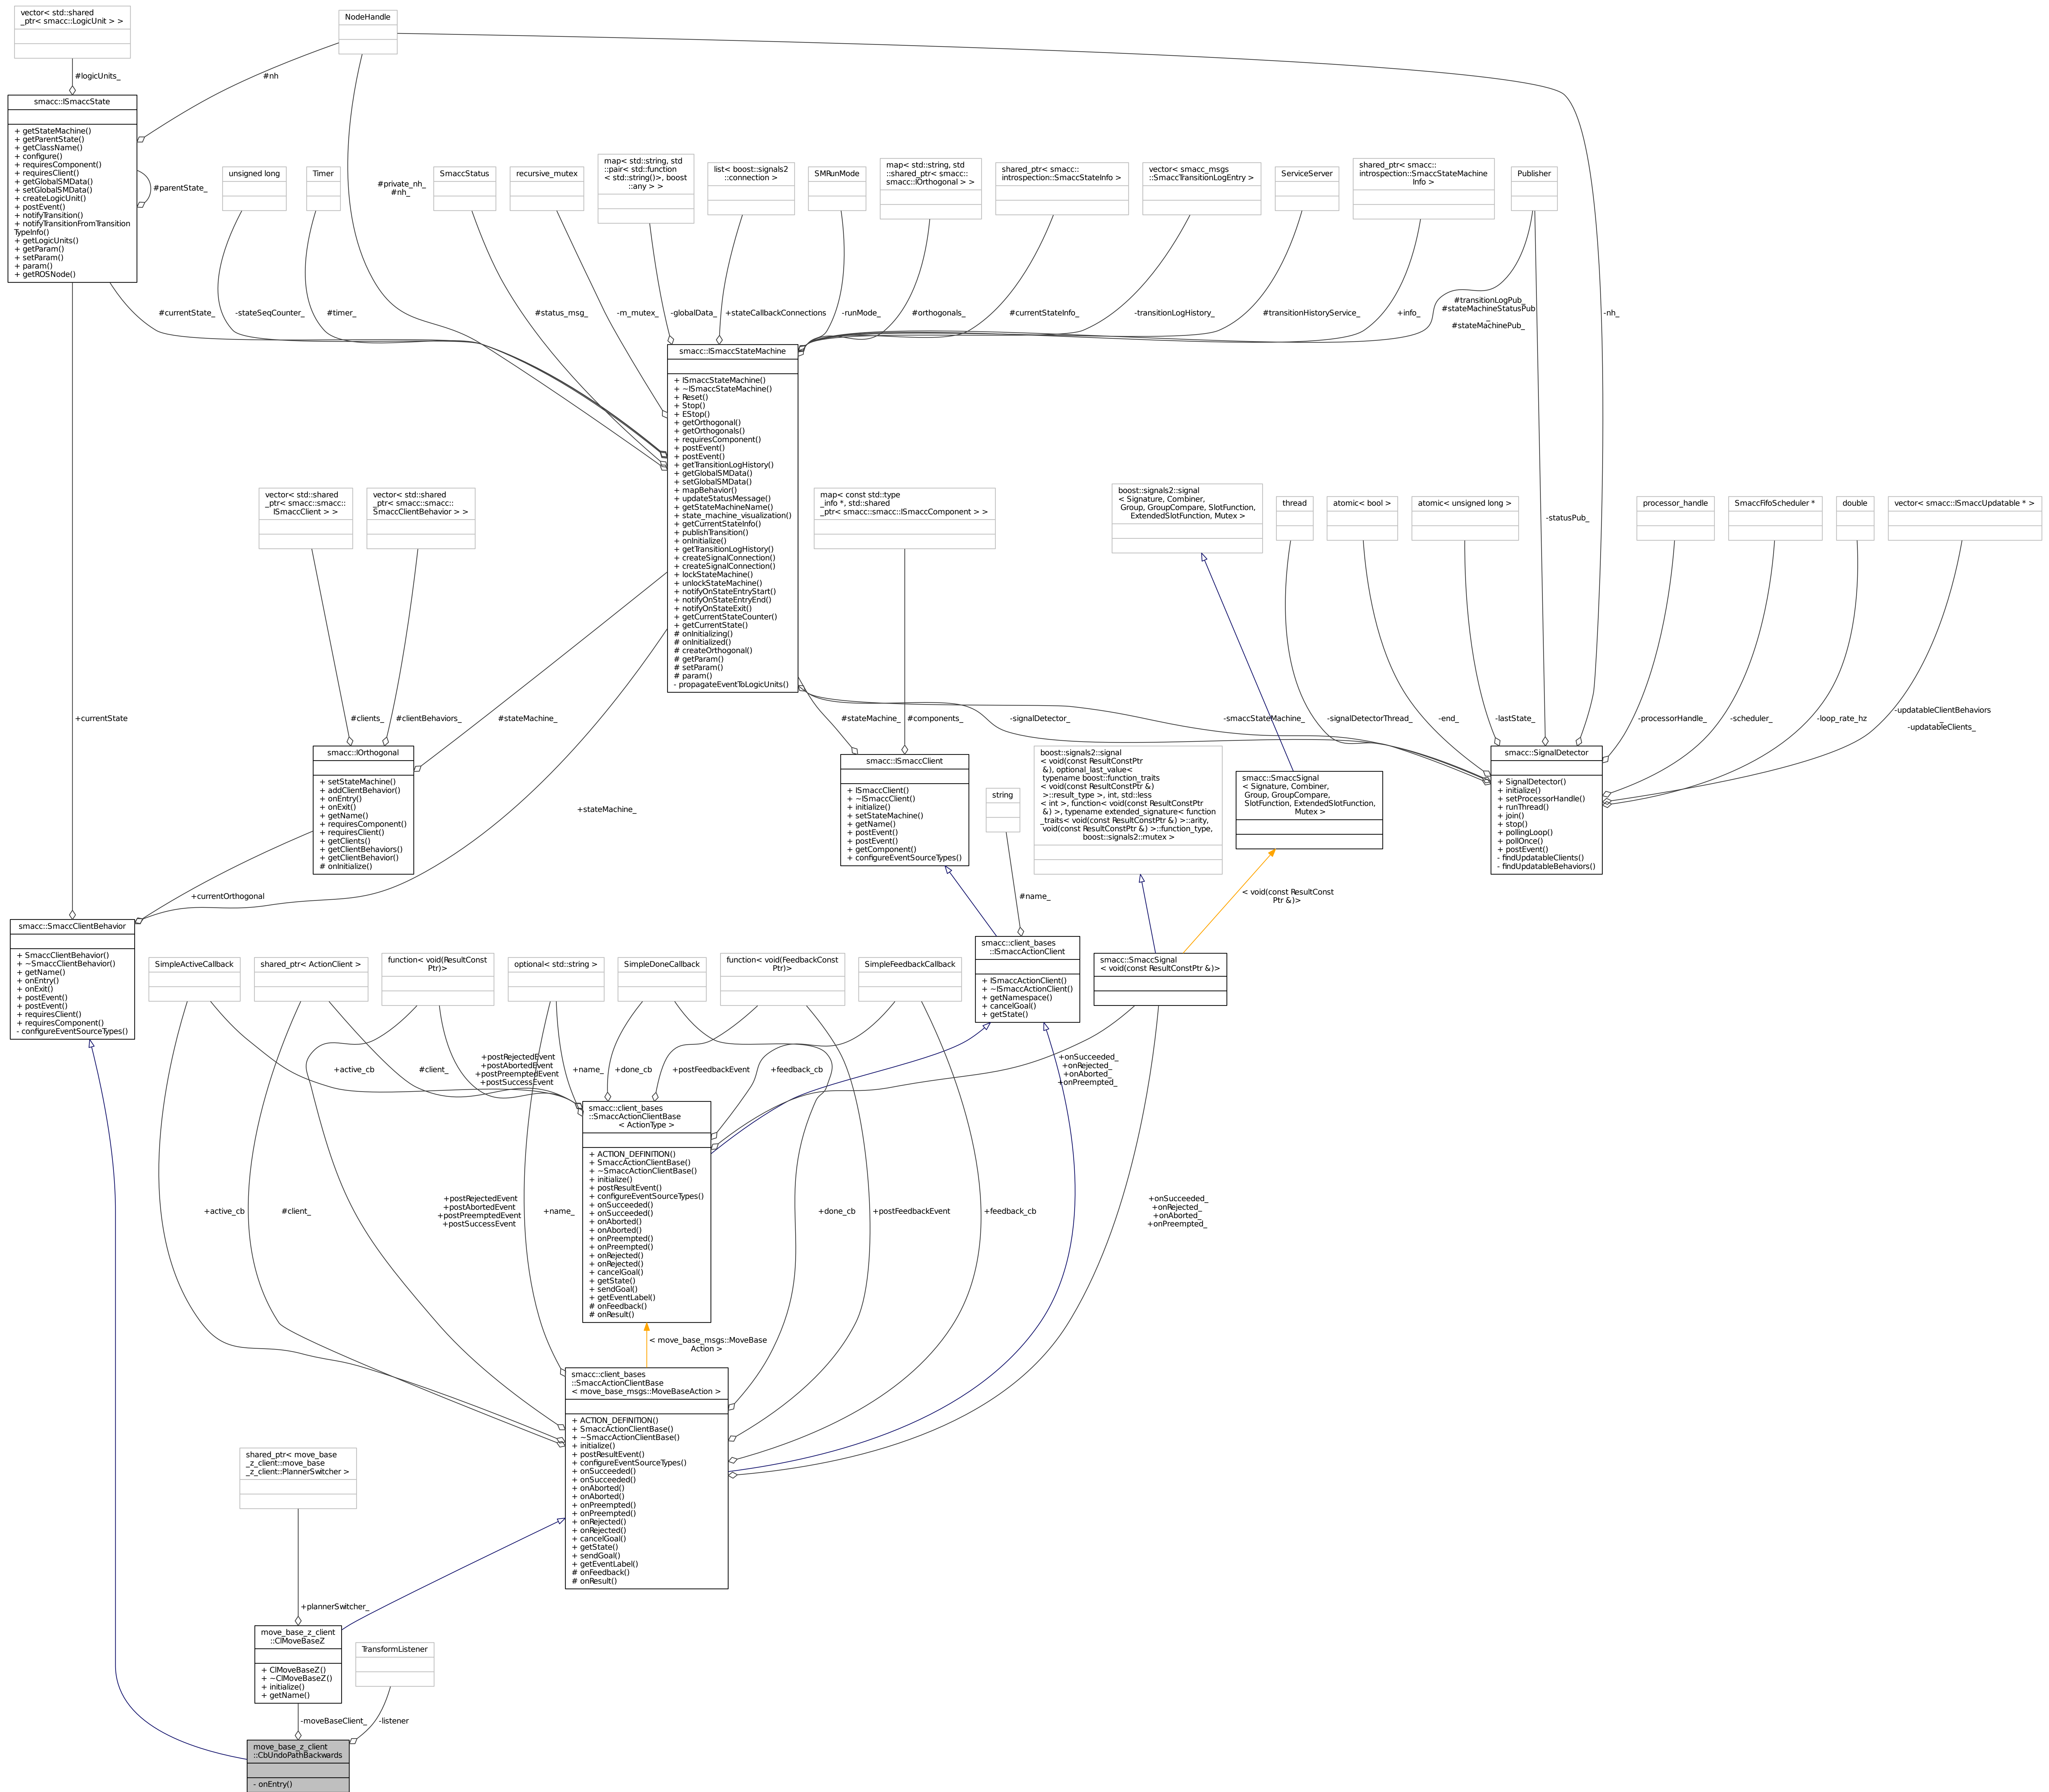 vector< std::shared
_ptr< smacc::LogicUnit > >
NodeHandle
#logicUnits_
#nh
smacc::ISmaccState
+ getStateMachine()
+ getParentState()
+ getClassName()
+ configure()
+ requiresComponent()
+ requiresClient()
+ getGlobalSMData()
+ setGlobalSMData()
+ createLogicUnit()
+ postEvent()
+ notifyTransition()
+ notifyTransitionFromTransition
TypeInfo()
+ getLogicUnits()
+ getParam()
+ setParam()
+ param()
+ getROSNode()
#parentState_
unsigned long
Timer
#private_nh_
#nh_
SmaccStatus
recursive_mutex
map< std::string, std
::pair< std::function
< std::string()>, boost
::any > >
list< boost::signals2
::connection >
SMRunMode
map< std::string, std
::shared_ptr< smacc::
smacc::IOrthogonal > >
shared_ptr< smacc::
introspection::SmaccStateInfo >
vector< smacc_msgs
::SmaccTransitionLogEntry >
ServiceServer
shared_ptr< smacc::
introspection::SmaccStateMachine
Info >
Publisher
#currentState_
-stateSeqCounter_
#timer_
#status_msg_
-m_mutex_
-globalData_
+stateCallbackConnections
-runMode_
#orthogonals_
#currentStateInfo_
-transitionLogHistory_
#transitionHistoryService_
+info_
#transitionLogPub_
#stateMachineStatusPub
_
#stateMachinePub_
-nh_
smacc::ISmaccStateMachine
+ ISmaccStateMachine()
+ ~ISmaccStateMachine()
+ Reset()
+ Stop()
+ EStop()
+ getOrthogonal()
+ getOrthogonals()
+ requiresComponent()
+ postEvent()
+ postEvent()
+ getTransitionLogHistory()
+ getGlobalSMData()
+ setGlobalSMData()
+ mapBehavior()
+ updateStatusMessage()
+ getStateMachineName()
+ state_machine_visualization()
+ getCurrentStateInfo()
+ publishTransition()
+ onInitialize()
+ getTransitionLogHistory()
+ createSignalConnection()
+ createSignalConnection()
+ lockStateMachine()
+ unlockStateMachine()
+ notifyOnStateEntryStart()
+ notifyOnStateEntryEnd()
+ notifyOnStateExit()
+ getCurrentStateCounter()
+ getCurrentState()
# onInitializing()
# onInitialized()
# createOrthogonal()
# getParam()
# setParam()
# param()
- propagateEventToLogicUnits()
vector< std::shared
_ptr< smacc::smacc::
ISmaccClient > >
vector< std::shared
_ptr< smacc::smacc::
SmaccClientBehavior > >
map< const std::type
_info *, std::shared
_ptr< smacc::smacc::ISmaccComponent > >
boost::signals2::signal
< Signature, Combiner,
Group, GroupCompare, SlotFunction,
ExtendedSlotFunction, Mutex >
thread
atomic< bool >
atomic< unsigned long >
-statusPub_
processor_handle
SmaccFifoScheduler *
double
vector< smacc::ISmaccUpdatable * >
+currentState
#clients_
#clientBehaviors_
#stateMachine_
#stateMachine_
#components_
-signalDetector_
-smaccStateMachine_
-signalDetectorThread_
-end_
-lastState_
-processorHandle_
-scheduler_
-loop_rate_hz
-updatableClientBehaviors
_
-updatableClients_
smacc::IOrthogonal
+ setStateMachine()
+ addClientBehavior()
+ onEntry()
+ onExit()
+ getName()
+ requiresComponent()
+ requiresClient()
+ getClients()
+ getClientBehaviors()
+ getClientBehavior()
# onInitialize()
+stateMachine_
smacc::ISmaccClient
+ ISmaccClient()
+ ~ISmaccClient()
+ initialize()
+ setStateMachine()
+ getName()
+ postEvent()
+ postEvent()
+ getComponent()
+ configureEventSourceTypes()
string
boost::signals2::signal
< void(const ResultConstPtr
&), optional_last_value<
typename boost::function_traits
< void(const ResultConstPtr &)
>::result_type >, int, std::less
< int >, function< void(const ResultConstPtr
&) >, typename extended_signature< function
_traits< void(const ResultConstPtr &) >::arity,
void(const ResultConstPtr &) >::function_type,
boost::signals2::mutex >
smacc::SmaccSignal
< Signature, Combiner,
Group, GroupCompare,
SlotFunction, ExtendedSlotFunction,
Mutex >
smacc::SignalDetector
+ SignalDetector()
+ initialize()
+ setProcessorHandle()
+ runThread()
+ join()
+ stop()
+ pollingLoop()
+ pollOnce()
+ postEvent()
- findUpdatableClients()
- findUpdatableBehaviors()
+currentOrthogonal
#name_
< void(const ResultConst
Ptr &)>
smacc::SmaccClientBehavior
+ SmaccClientBehavior()
+ ~SmaccClientBehavior()
+ getName()
+ onEntry()
+ onExit()
+ postEvent()
+ postEvent()
+ requiresClient()
+ requiresComponent()
- configureEventSourceTypes()
SimpleActiveCallback
shared_ptr< ActionClient >
function< void(ResultConst
Ptr)>
optional< std::string >
SimpleDoneCallback
function< void(FeedbackConst
Ptr)>
SimpleFeedbackCallback
smacc::client_bases
::ISmaccActionClient
+ ISmaccActionClient()
+ ~ISmaccActionClient()
+ getNamespace()
+ cancelGoal()
+ getState()
smacc::SmaccSignal
< void(const ResultConstPtr &)>
+active_cb
#client_
+postRejectedEvent
+postAbortedEvent
+postPreemptedEvent
+postSuccessEvent
+name_
+done_cb
+postFeedbackEvent
+feedback_cb
+onSucceeded_
+onRejected_
+onAborted_
+onPreempted_
smacc::client_bases
::SmaccActionClientBase
< ActionType >
+ ACTION_DEFINITION()
+ SmaccActionClientBase()
+ ~SmaccActionClientBase()
+ initialize()
+ postResultEvent()
+ configureEventSourceTypes()
+ onSucceeded()
+ onSucceeded()
+ onAborted()
+ onAborted()
+ onPreempted()
+ onPreempted()
+ onRejected()
+ onRejected()
+ cancelGoal()
+ getState()
+ sendGoal()
+ getEventLabel()
# onFeedback()
# onResult()
+active_cb
#client_
+postRejectedEvent
+postAbortedEvent
+postPreemptedEvent
+postSuccessEvent
+name_
+done_cb
+postFeedbackEvent
+feedback_cb
+onSucceeded_
+onRejected_
+onAborted_
+onPreempted_
< move_base_msgs::MoveBase
Action >
smacc::client_bases
::SmaccActionClientBase
< move_base_msgs::MoveBaseAction >
+ ACTION_DEFINITION()
+ SmaccActionClientBase()
+ ~SmaccActionClientBase()
+ initialize()
+ postResultEvent()
+ configureEventSourceTypes()
+ onSucceeded()
+ onSucceeded()
+ onAborted()
+ onAborted()
+ onPreempted()
+ onPreempted()
+ onRejected()
+ onRejected()
+ cancelGoal()
+ getState()
+ sendGoal()
+ getEventLabel()
# onFeedback()
# onResult()
shared_ptr< move_base
_z_client::move_base
_z_client::PlannerSwitcher >
+plannerSwitcher_
move_base_z_client
::ClMoveBaseZ
+ ClMoveBaseZ()
+ ~ClMoveBaseZ()
+ initialize()
+ getName()
TransformListener
-moveBaseClient_
-listener
move_base_z_client
::CbUndoPathBackwards
- onEntry()